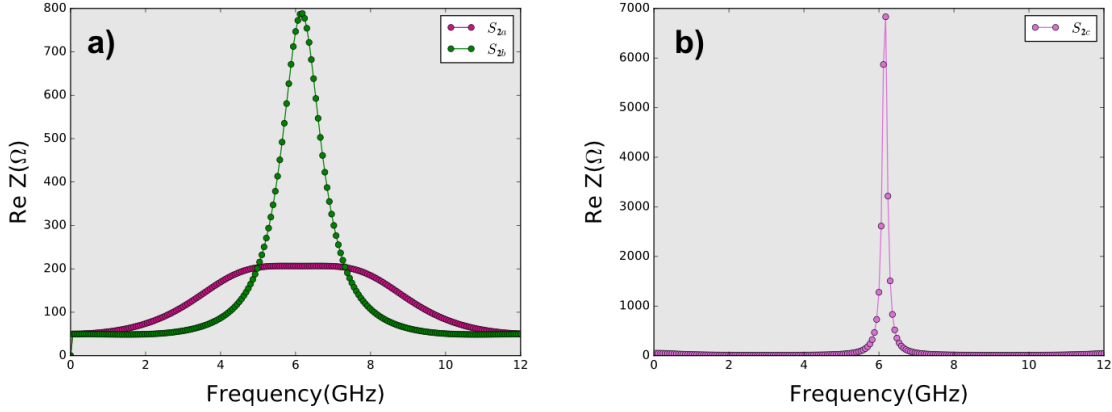 a)
S2a
S2b
800
700
600
500
400
300
200
100
0
0 2 4 6 8 10 12
Re Z(Ω)
Frequency(GHz)
b)
S2c
7000
6000
5000
4000
3000
2000
1000
0
0 2 4 6 8 10 12
Re Z(Ω)
Frequency(GHz)